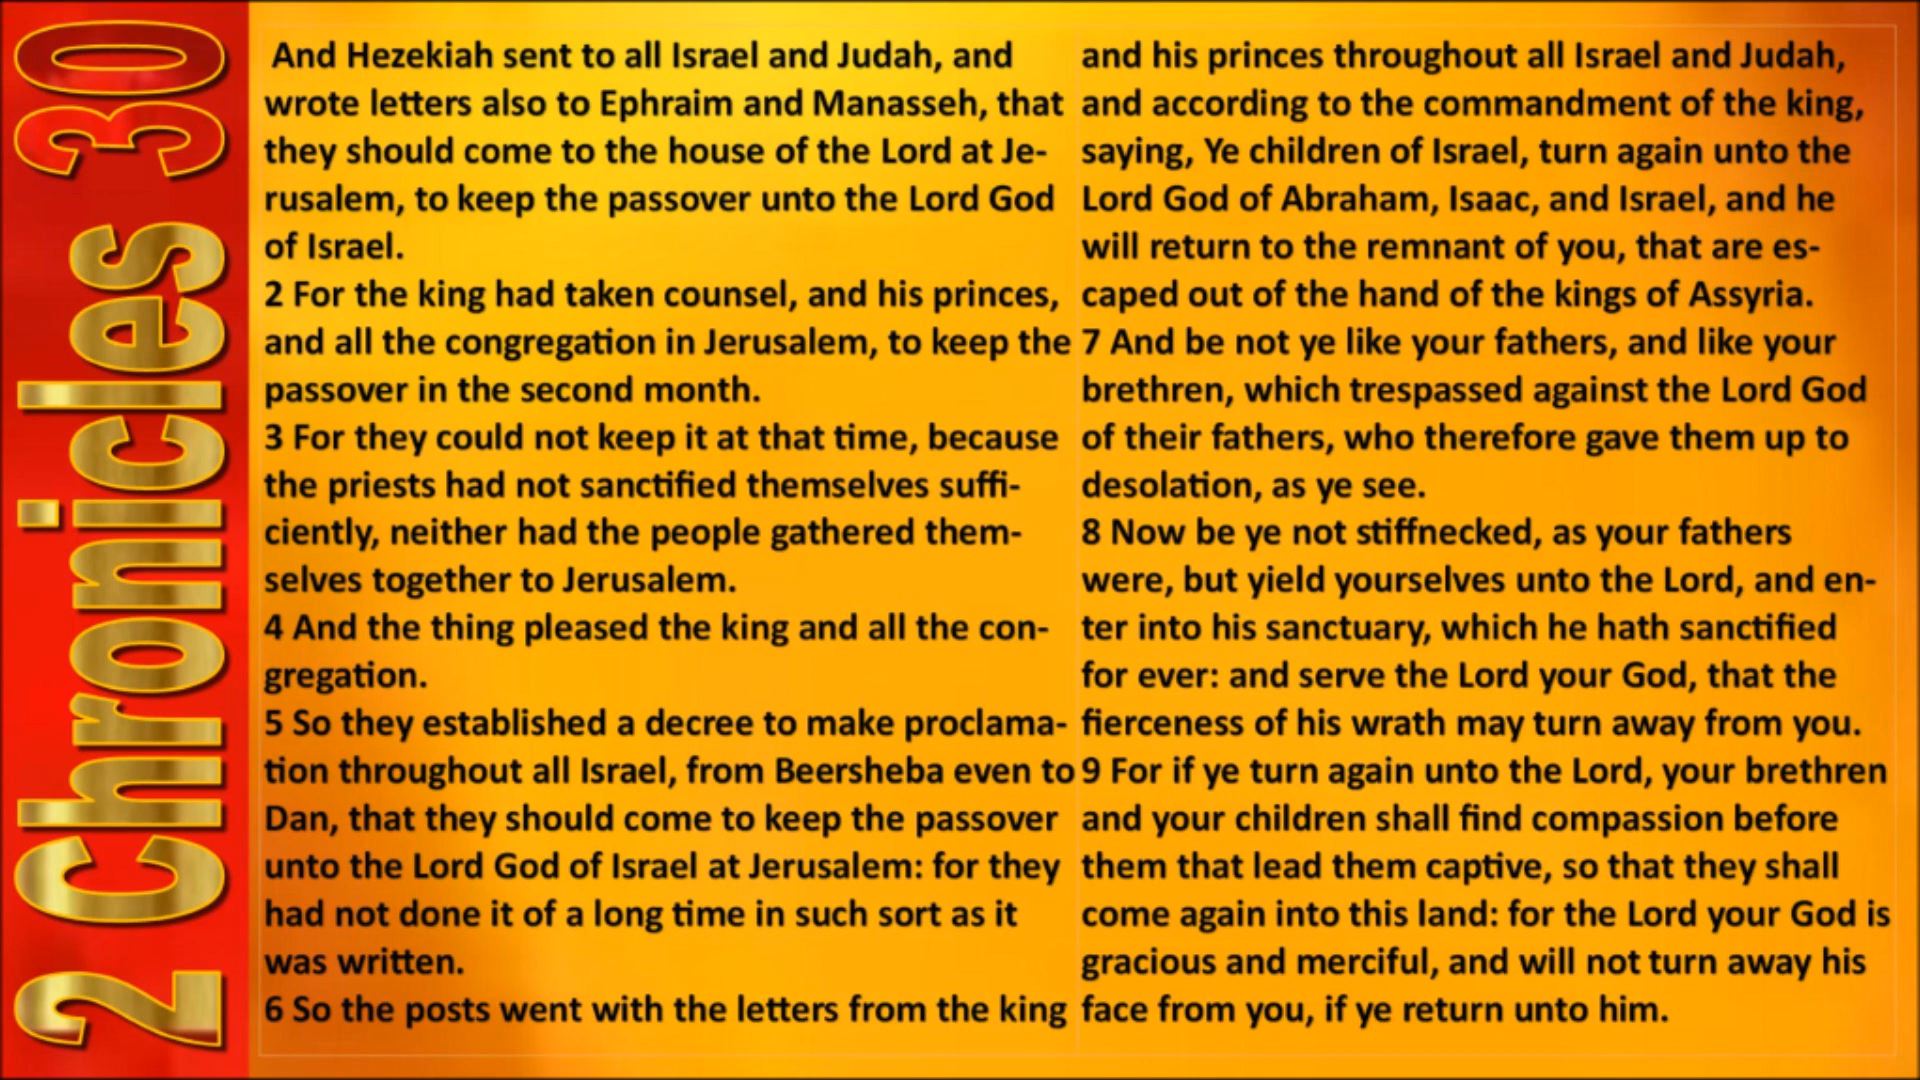 2 Chronicles 30
And Hezekiah sent to all Israel and Judah, and
wrote letters also to Ephraim and Manasseh, that
they should come to the house of the Lord at Je-
rusalem, to keep the passover unto the Lord God
of Israel.
2 For the king had taken counsel, and his princes,
and all the congregation in Jerusalem, to keep the
passover in the second month.
3 For they could not keep it at that time, because
the priests had not sanctified themselves suffi-
ciently, neither had the people gathered them-
selves together to Jerusalem.
4 And the thing pleased the king and all the con-
gregation.
5 So they established a decree to make proclama-
tion throughout all Israel, from Beersheba even to
Dan, that they should come to keep the passover
unto the Lord God of Israel at Jerusalem: for they
had not done it of a long time in such sort as it
was written.
6 So the posts went with the letters from the king
and his princes throughout all Israel and Judah,
and according to the commandment of the king,
saying, Ye children of Israel, turn again unto the
Lord God of Abraham, Isaac, and Israel, and he
will return to the remnant of you, that are es-
caped out of the hand of the kings of Assyria.
7 And be not ye like your fathers, and like your
brethren, which trespassed against the Lord God
of their fathers, who therefore gave them up to
desolation, as ye see.
8 Now be ye not stiffnecked, as your fathers
were, but yield yourselves unto the Lord, and en-
ter into his sanctuary, which he hath sanctified
for ever: and serve the Lord your God, that the
fierceness of his wrath may turn away from you.
9 For if ye turn again unto the Lord, your brethren
and your children shall find compassion before
them that lead them captive, so that they shall
come again into this land: for the Lord your God is
gracious and merciful, and will not turn away his
face from you, if ye return unto him.